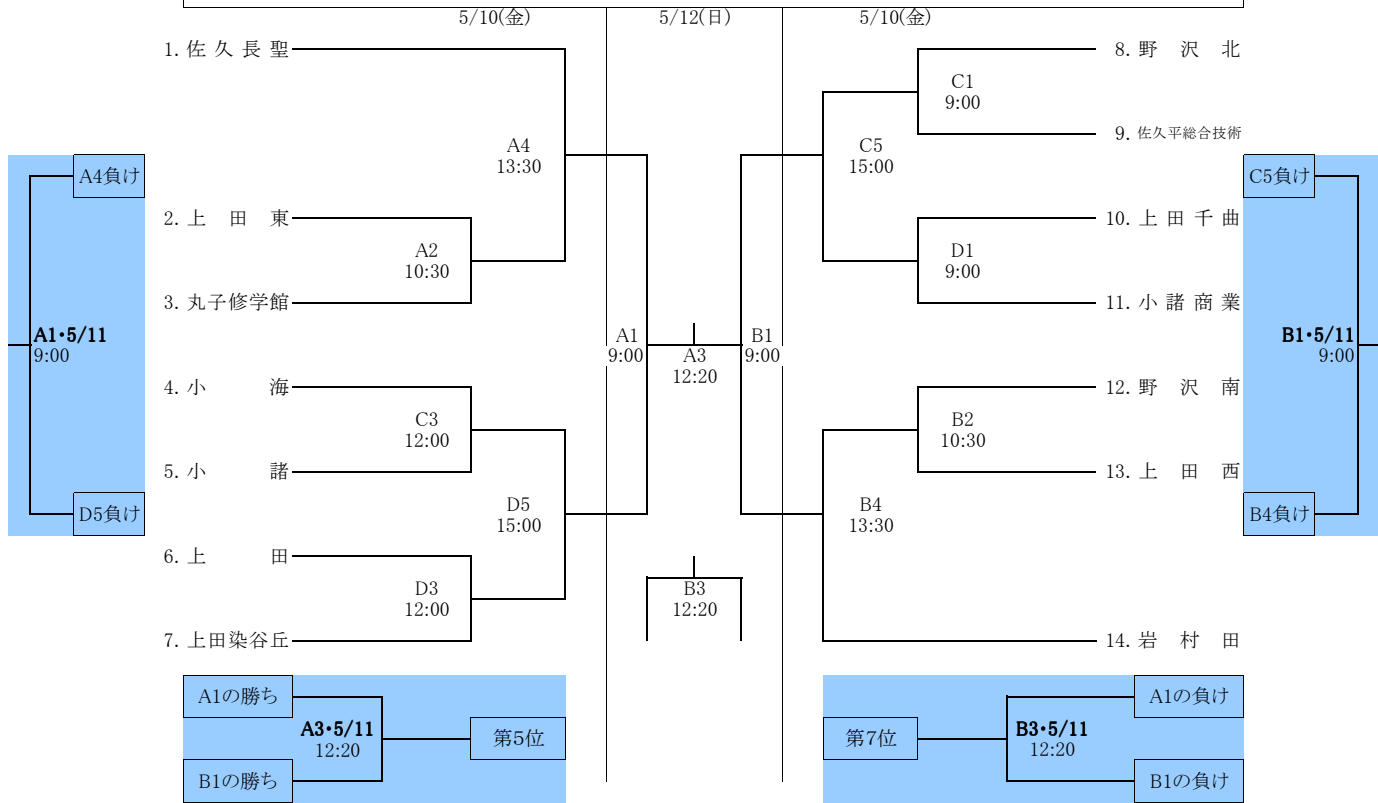 5/10(金) 5/12(日) 5/10(金)
1. 佐久長聖
8. 野沢北
C1
9:00
9. 佐久平総合技術
A4
13:30
C5
15:00
A4負け
C5負け
2. 上田東
10. 上田千曲
A2
10:30
D1
9:00
3. 丸子修学館
11. 小諸商業
A1・5/11
9:00
A1
9:00
A3
12:20
B1
9:00
B1・5/11
9:00
4. 小海
12. 野沢南
C3
12:00
B2
10:30
5. 小諸
13. 上田西
D5
15:00
B4
13:30
D5負け
B4負け
6. 上田
D3
12:00
B3
12:20
7. 上田染谷丘
14. 岩村田
A1の勝ち
A3・5/11
12:20
第5位
B1の勝ち
A1の負け
第7位
B3・5/11
12:20
B1の負け